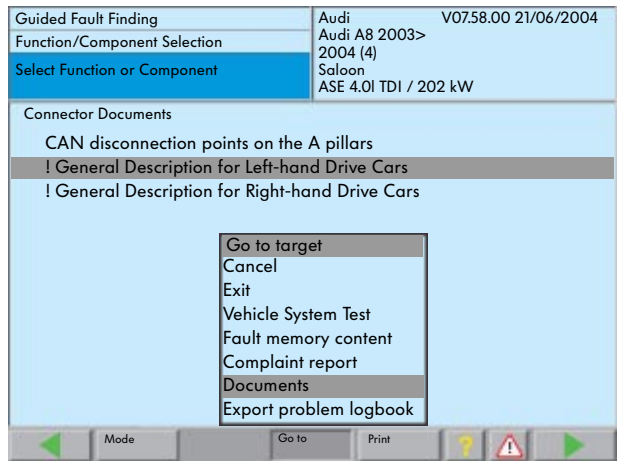 Guided Fault Finding
Function/Component Selection
Select Function or Component
Audi V07.58.00 21/06/2004
Audi A8 2003>
2004 (4)
Saloon
ASE 4.0l TDI / 202 kW
Connector Documents
CAN disconnection points on the A pillars
! General Description for Left-hand Drive Cars
! General Description for Right-hand Drive Cars
Go to target
Cancel
Exit
Vehicle System Test
Fault memory content
Complaint report
Documents
Export problem logbook
Mode
Go to
Print
?
!